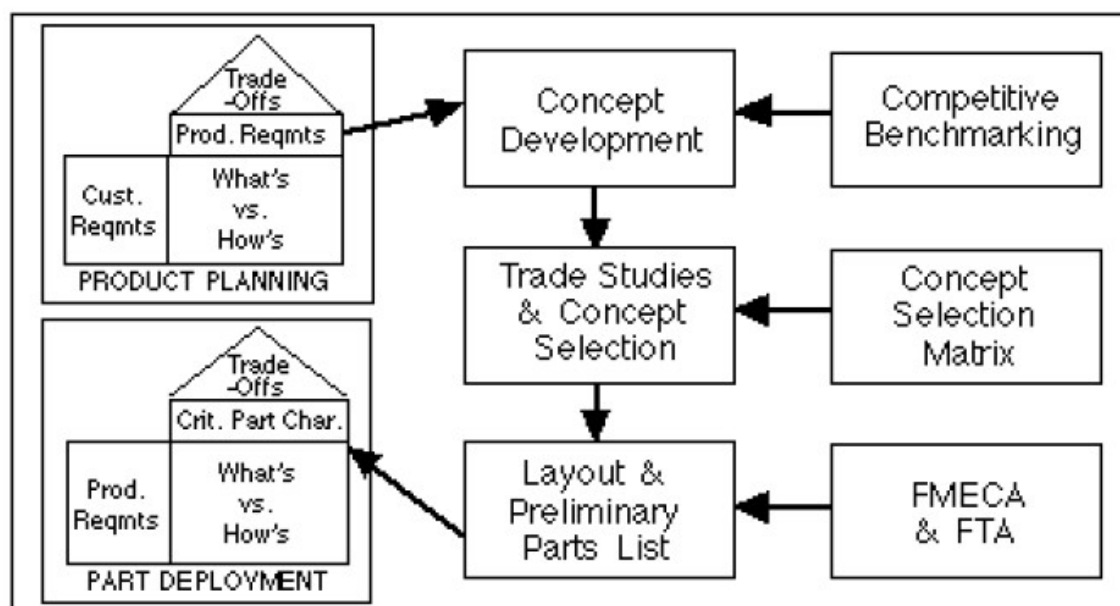 Trade
-Offs
Prod. Reqmts
Cust.
Reqmts
What's
vs.
How's
PRODUCT PLANNING
Concept
Development
Competitive
Benchmarking
Trade Studies
& Concept
Selection
Concept
Selection
Matrix
Trade
-Offs
Crit. Part Char.
Prod.
Reqmts
What's
vs.
How's
PART DEPLOYMENT
Layout &
Preliminary
Parts List
FMECA
& FTA